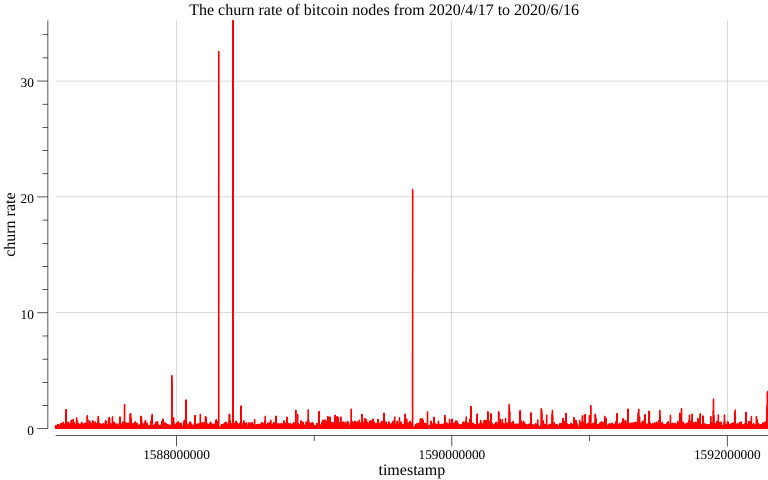 The churn rate of bitcoin nodes from 2020/4/17 to 2020/6/16
churn rate
30
20
10
0
1588000000 1590000000 1592000000
timestamp